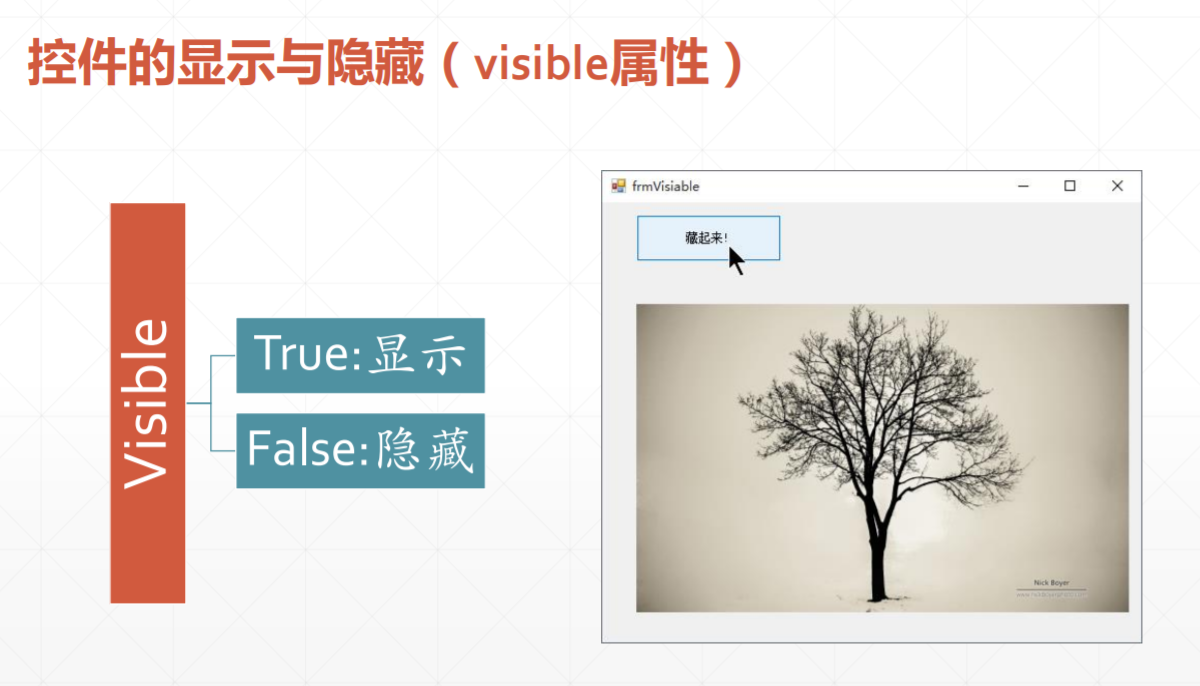 控件的显示与隐藏（visible属性）
Visible
True:显示
False:隐藏
frmVisiable
藏起来!
Nick Boyer